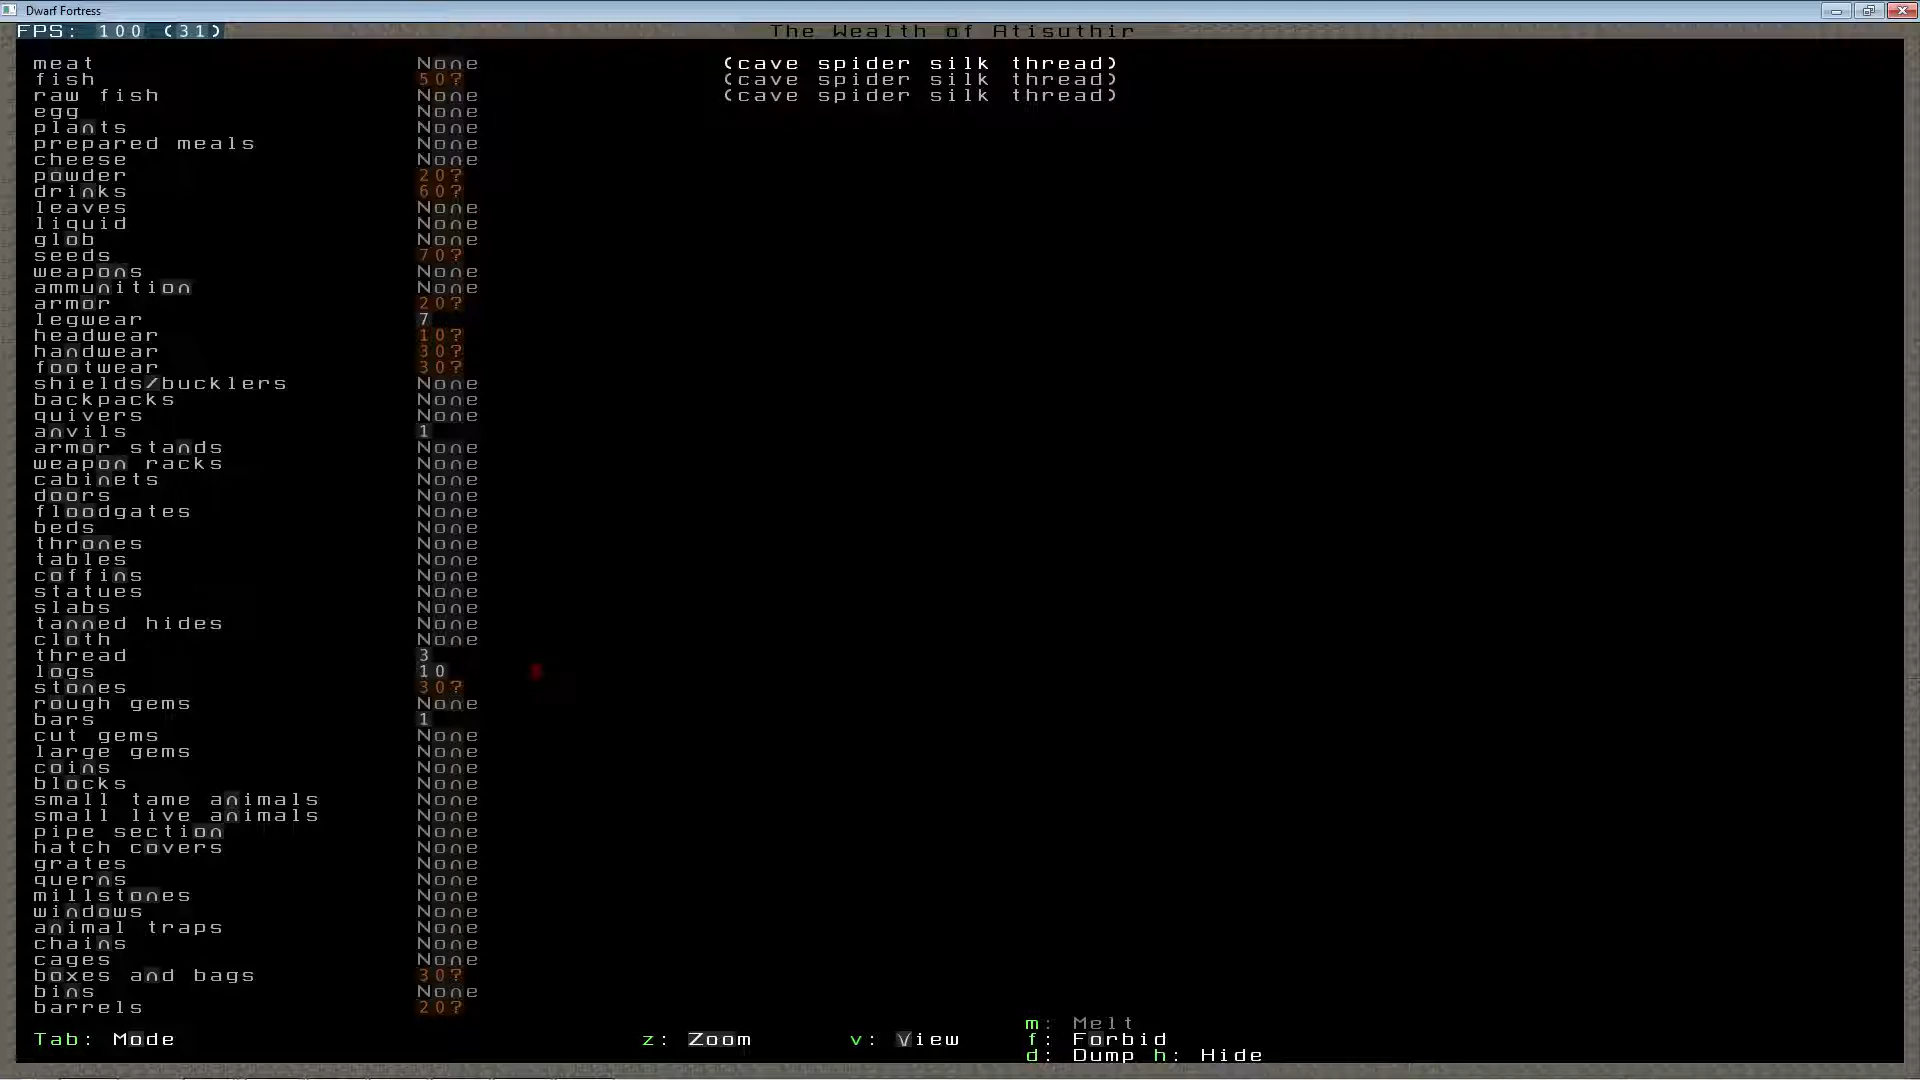 Dwarf Fortress
FPS: 100 (31)
The Wealth of Atisuthir
meat None (cave spider silk thread)
fish 50? (cave spider silk thread)
raw fish None (cave spider silk thread)
egg None
plants None
prepared meals None
cheese None
powder 20?
drinks 60?
leaves None
liquid None
glob None
seeds 70?
weapons None
ammunition None
armor 20?
legwear 7
headwear 10?
handwear 30?
footwear 30?
shields/bucklers None
backpacks None
quivers None
anvils 1
armor stands None
weapon racks None
cabinets None
doors None
floodgates None
beds None
thrones None
tables None
coffins None
statues None
slabs None
tanned hides None
cloth None
thread 3
logs 10
stones 30?
rough gems None
bars 1
cut gems None
large gems None
coins None
blocks None
small tame animals None
small live animals None
pipe section None
hatch covers None
grates None
querns None
millstones None
windows None
animal traps None
chains None
cages None
boxes and bags 30?
bins None
barrels 20?
m: Melt
Tab: Mode z: Zoom v: View f: Forbid
d: Dump h: Hide